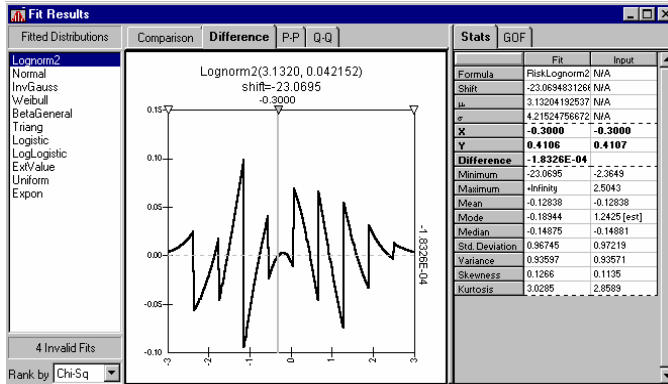 Fit Results
Fitted Distributions
Lognorm2
Normal
InvGauss
Weibull
BetaGeneral
Triang
Logistic
LogLogistic
ExtValue
Uniform
Expon
4 Invalid Fits
Rank by Chi-Sq
Comparison Difference P-P Q-Q
Lognorm2(3.1320, 0.042152)
shift=-23.0695
-0.3000
0.15
0.10
0.05
0.00
-0.05
-0.10
-3 -2 -1 0 1 2 3
-1.8326E-04
Stats GOF
Fit Input
Formula RiskLognorm2 N/A
Shift -23.0694831266 N/A
μ 3.13204192537 N/A
σ 4.21524756672 N/A
X -0.3000 -0.3000
Y 0.4106 0.4107
Difference -1.8326E-04
Minimum -23.0695 -2.3649
Maximum +Infinity 2.5043
Mean -0.12838 -0.12838
Mode -0.18944 1.2425 [est]
Median -0.14875 -0.14881
Std. Deviation 0.96745 0.97219
Variance 0.93597 0.93571
Skewness 0.1266 0.1135
Kurtosis 3.0285 2.8589